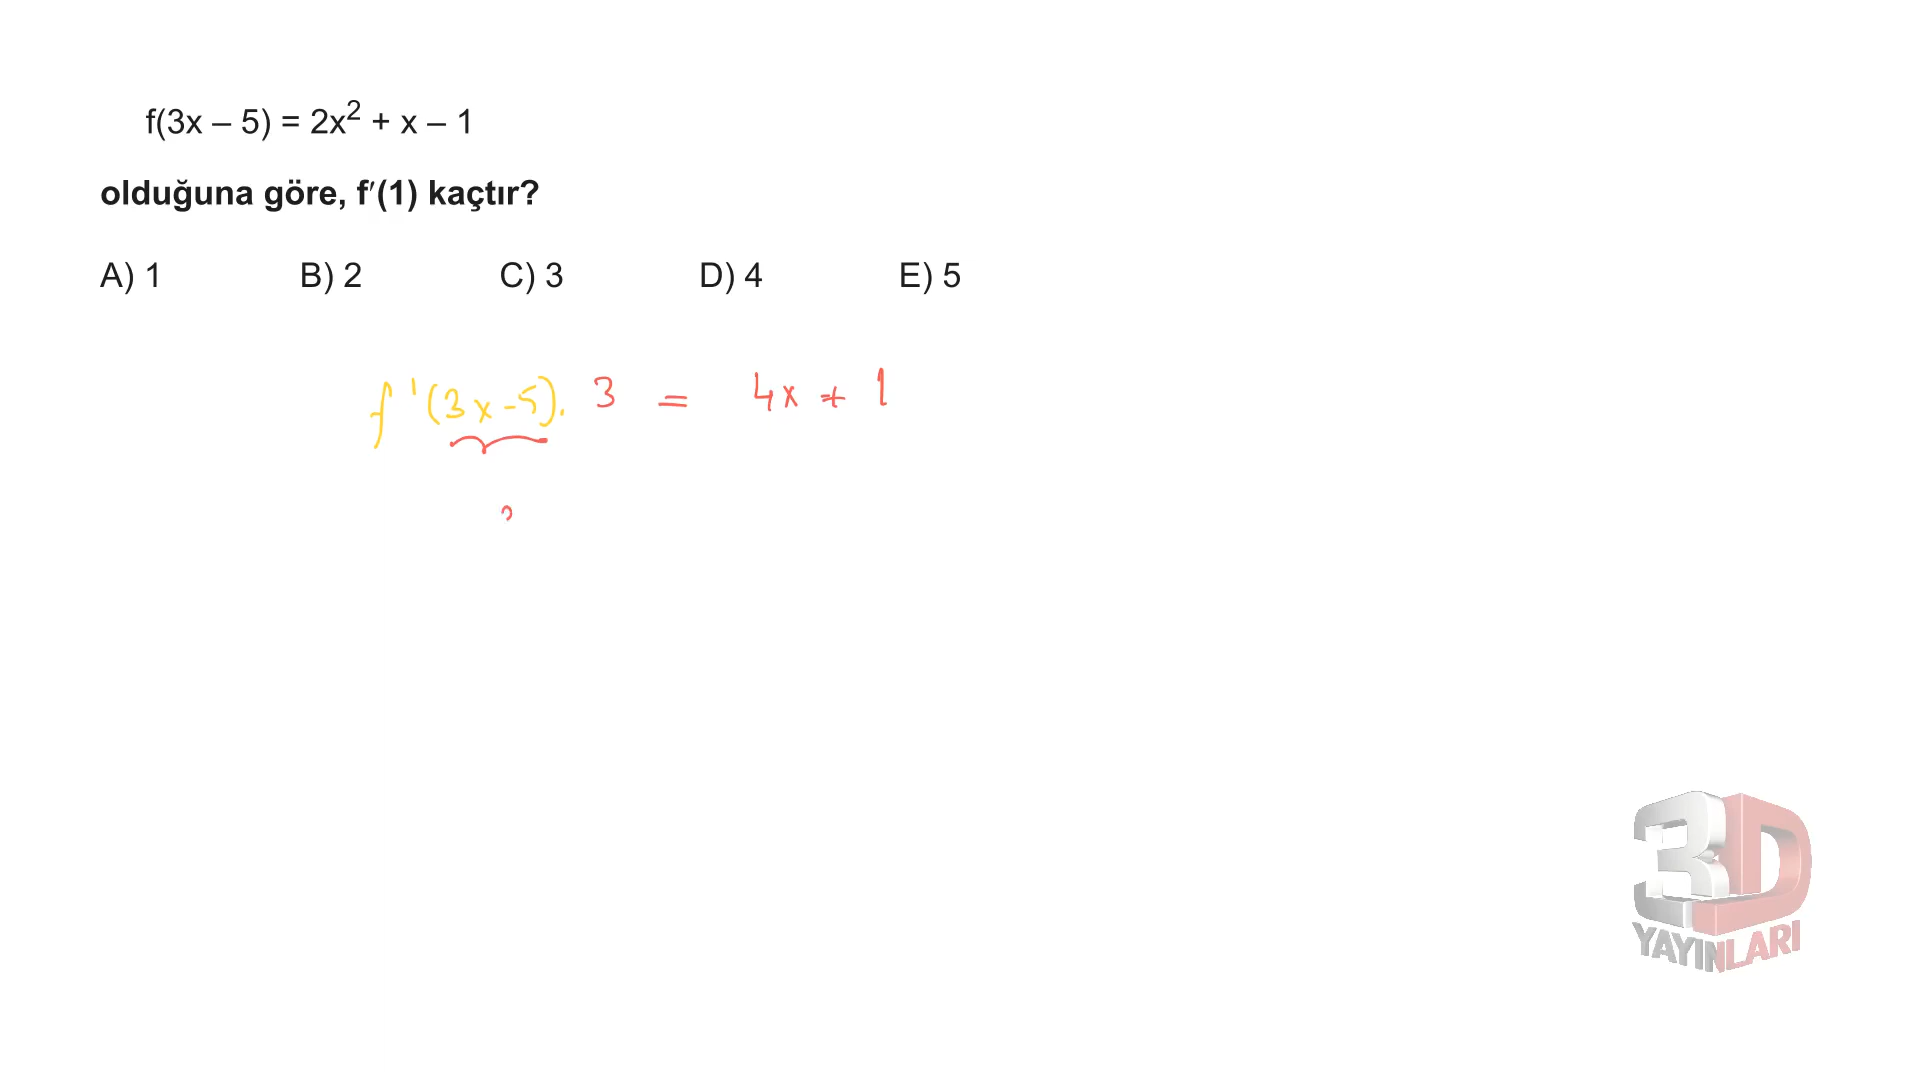 f(3x – 5) = 2x² + x – 1
olduğuna göre, f′(1) kaçtır?
A) 1 B) 2 C) 3 D) 4 E) 5
f'(3x-5). 3 = 4x + 1
3D
YAYINLARI